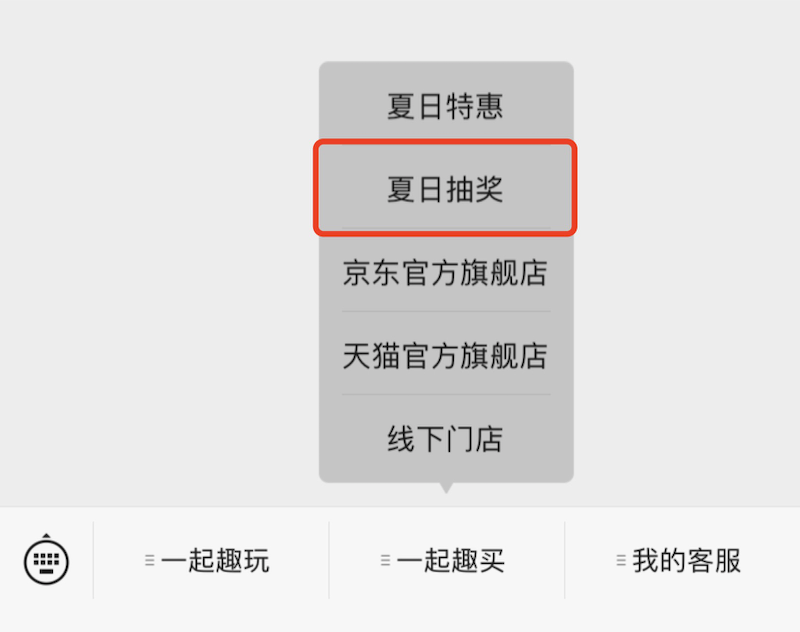 夏日特惠
夏日抽奖
京东官方旗舰店
天猫官方旗舰店
线下门店
一起趣玩
一起趣买
我的客服